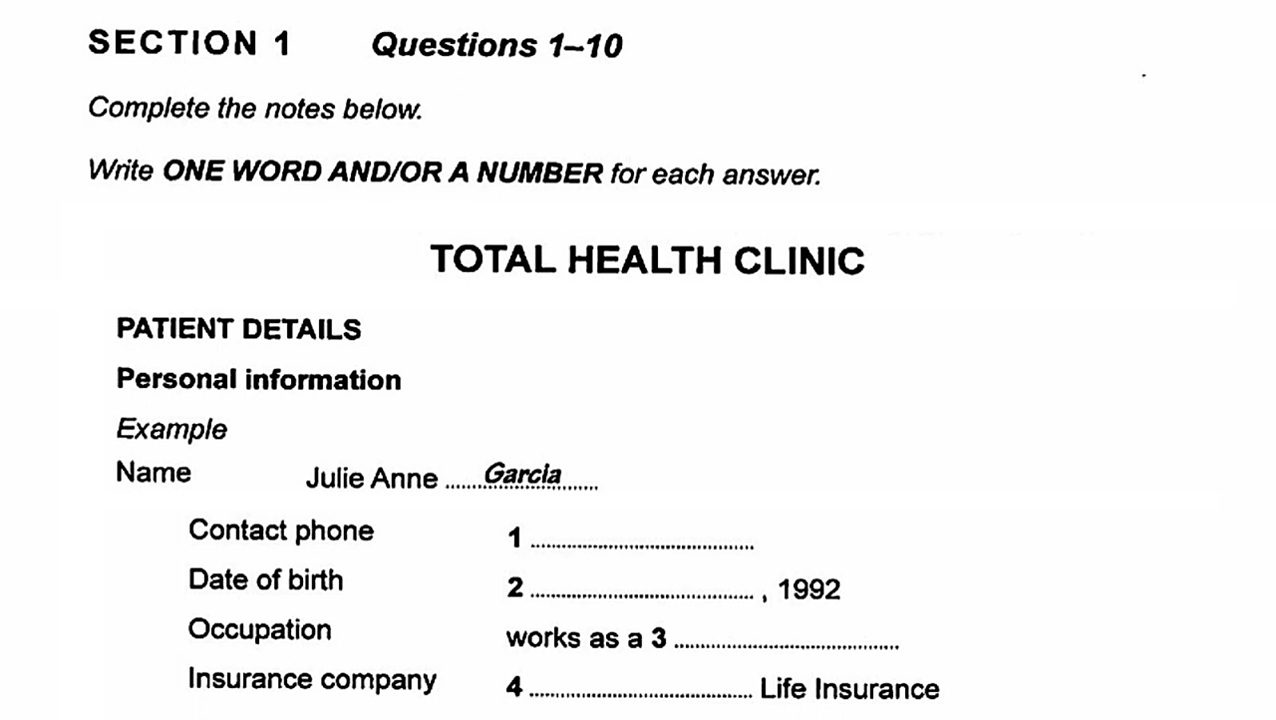 SECTION 1 Questions 1–10
Complete the notes below.
Write ONE WORD AND/OR A NUMBER for each answer.
TOTAL HEALTH CLINIC
PATIENT DETAILS
Personal information
Example
Name Julie Anne ......Garcia......
Contact phone 1 ........................................
Date of birth 2 ........................................ , 1992
Occupation works as a 3 ........................................
Insurance company 4 ........................................ Life Insurance